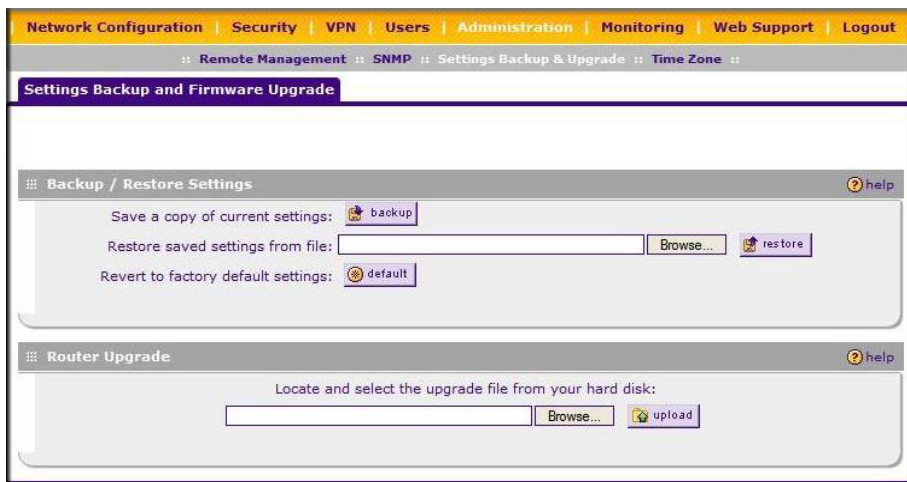 Network Configuration | Security | VPN | Users | Administration | Monitoring | Web Support | Logout
:: Remote Management :: SNMP :: Settings Backup & Upgrade :: Time Zone ::
Settings Backup and Firmware Upgrade
Backup / Restore Settings ? help
Save a copy of current settings: backup
Restore saved settings from file: Browse... restore
Revert to factory default settings: default
Router Upgrade ? help
Locate and select the upgrade file from your hard disk:
Browse... upload